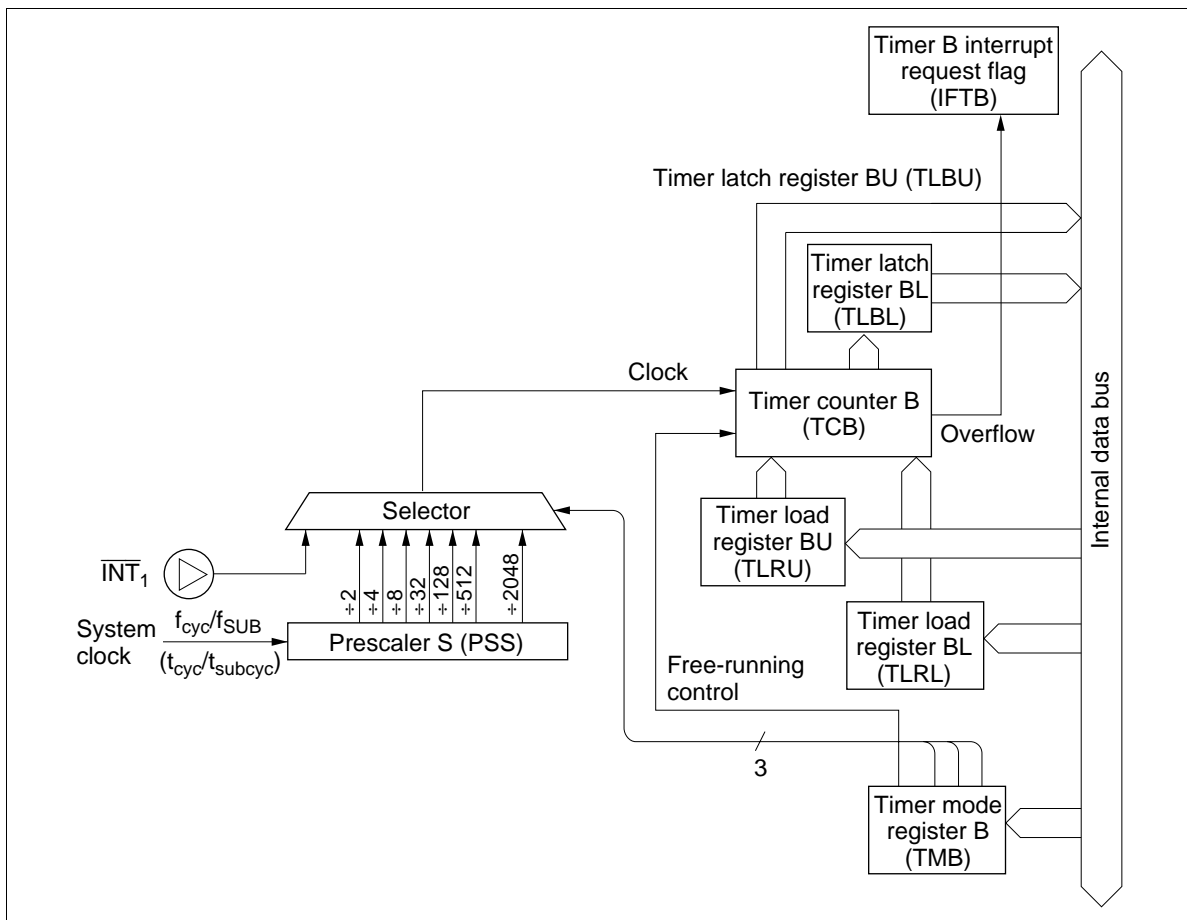 Timer B interrupt
request flag
(IFTB)
Timer latch register BU (TLBU)
Timer latch
register BL
(TLBL)
Clock
Timer counter B
(TCB)
Overflow
Internal data bus
Selector
Timer load
register BU
(TLRU)
INT1
÷2
÷4
÷8
÷32
÷128
÷512
÷2048
System
clock
fcyc/fSUB
(tcyc/tsubcyc)
Prescaler S (PSS)
Timer load
register BL
(TLRL)
Free-running
control
3
Timer mode
register B
(TMB)